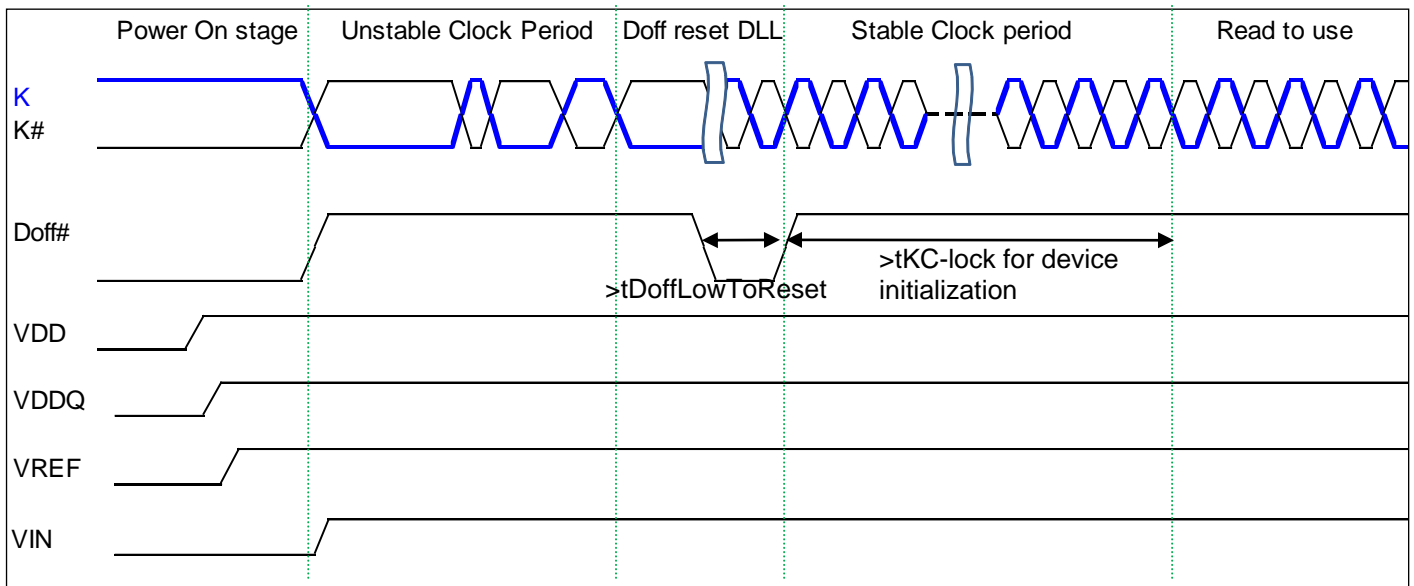 Power On stage
Unstable Clock Period
Doff reset DLL
Stable Clock period
Read to use
K
K#
Doff#
>tDoffLowToReset
>tKC-lock for device
initialization
VDD
VDDQ
VREF
VIN